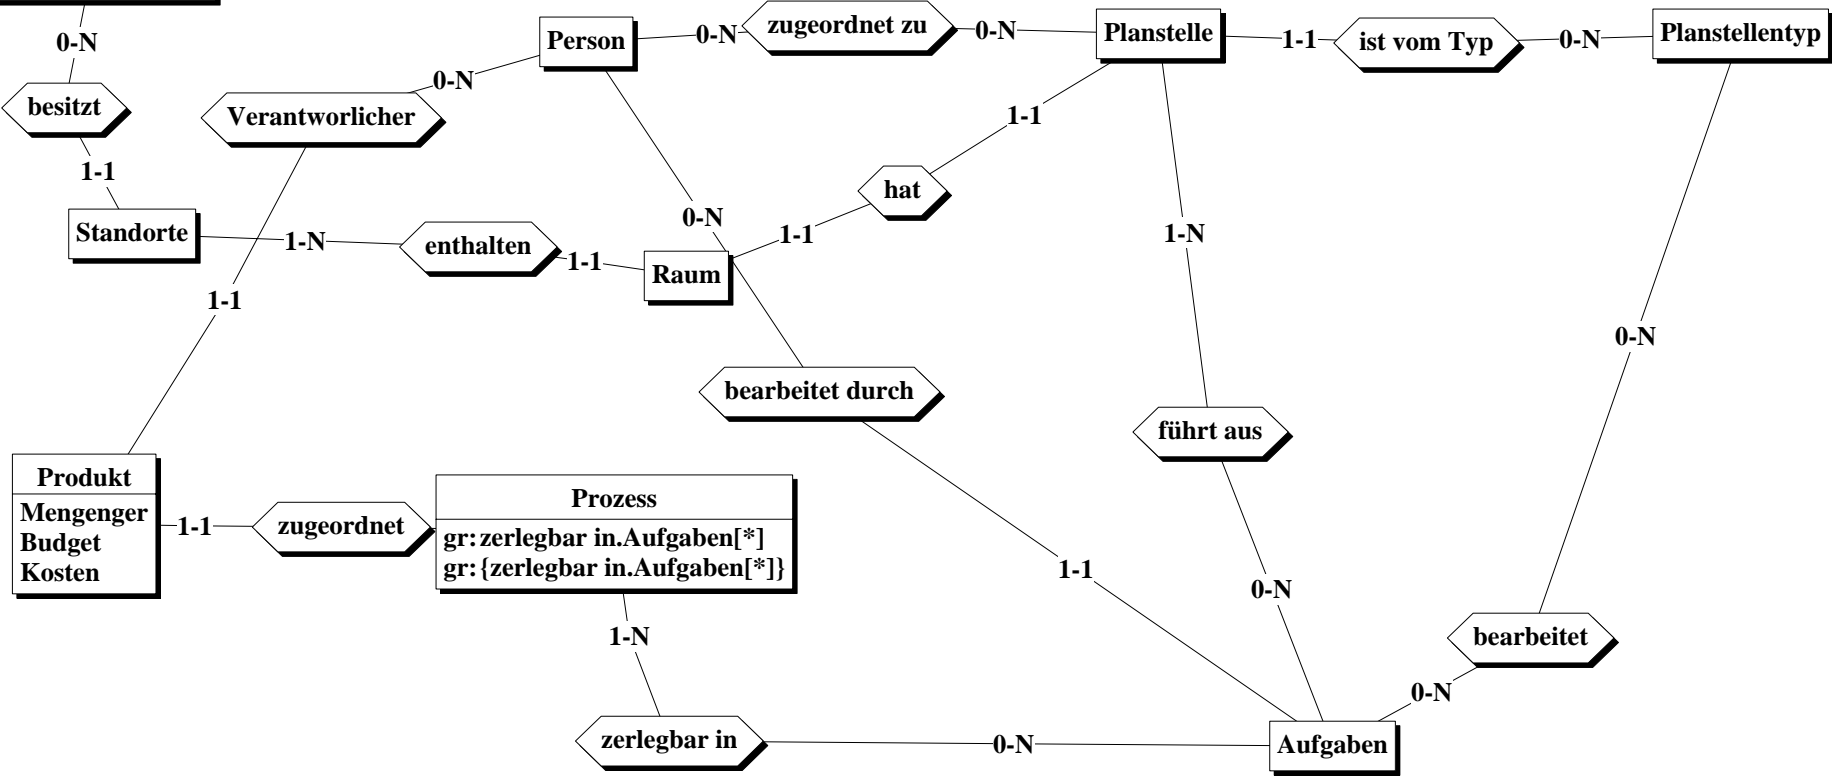 0-N
besitzt
1-1
Standorte
1-N
enthalten
1-1
Raum
Verantworlicher
0-N
Person
0-N
zugeordnet zu
0-N
Planstelle
1-1
ist vom Typ
0-N
Planstellentyp
1-1
hat
1-1
0-N
1-N
1-1
0-N
bearbeitet durch
führt aus
Produkt
Mengenger
Budget
Kosten
1-1
zugeordnet
Prozess
gr: zerlegbar in.Aufgaben[*]
gr: {zerlegbar in.Aufgaben[*]}
1-1
0-N
1-N
bearbeitet
0-N
zerlegbar in
0-N
Aufgaben